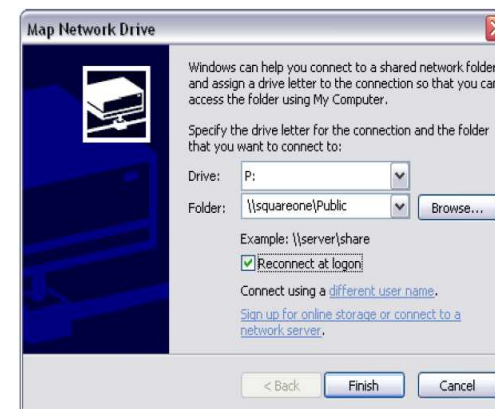 Map Network Drive
Windows can help you connect to a shared network folder
and assign a drive letter to the connection so that you can
access the folder using My Computer.
Specify the drive letter for the connection and the folder
that you want to connect to:
Drive: P:
Folder: \\squareone\Public Browse...
Example: \\server\share
Reconnect at logon
Connect using a different user name.
Sign up for online storage or connect to a
network server.
< Back Finish Cancel